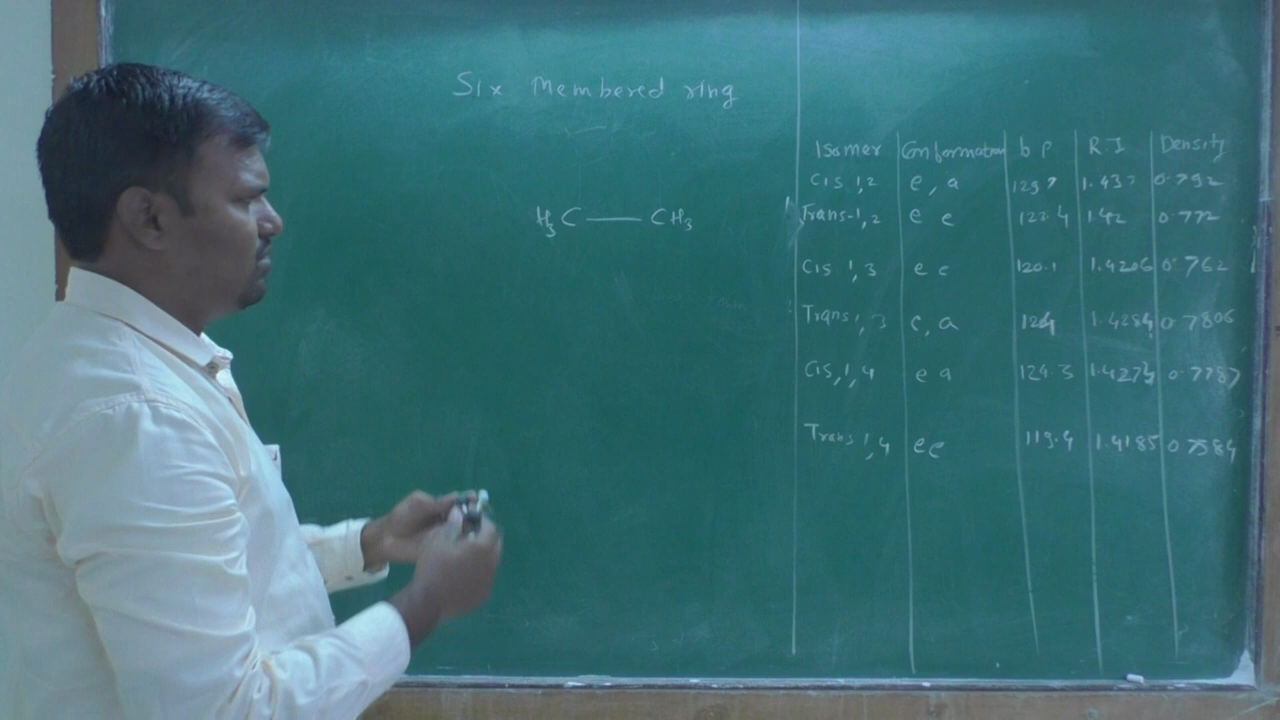 Six Membered ring
H3C — CH3
Isomer Conformation b p R.I Density
Cis 1,2 e, a 129.7 1.437 0.792
Trans-1,2 e e 123.4 1.42 0.772
Cis 1,3 e e 120.1 1.4206 0.762
Trans 1,3 e, a 124 1.4284 0.7806
Cis, 1,4 e a 124.3 1.4273 0.7787
Trans 1,4 ee 119.4 1.4185 0.7584